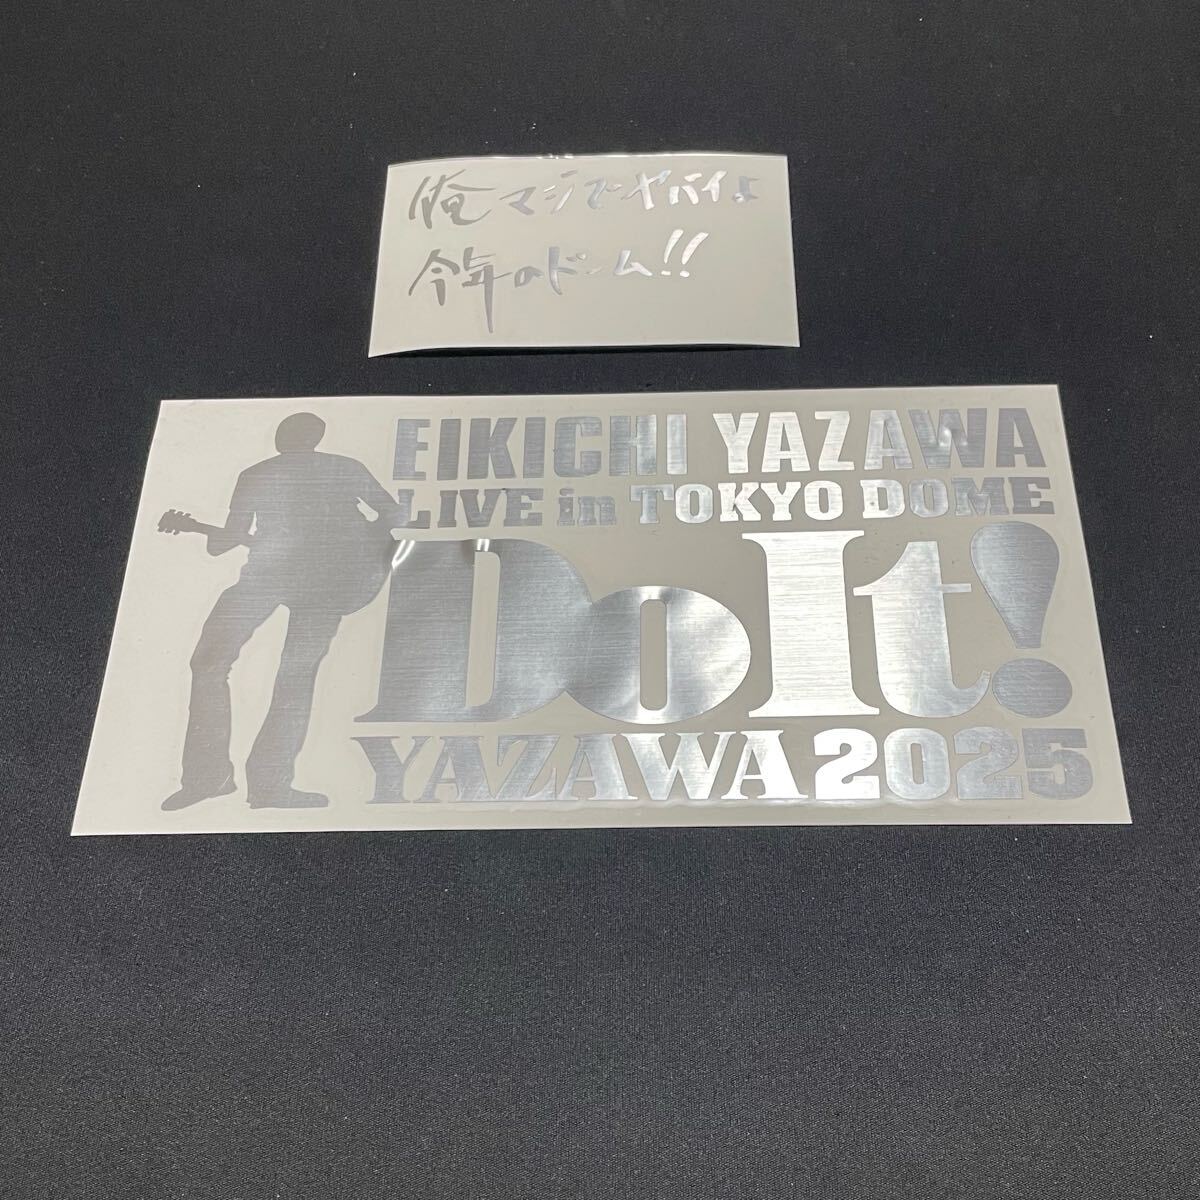 俺マジでヤバイよ
今年のドーム!!
EIKICHI YAZAWA
LIVE in TOKYO DOME
Do It!
YAZAWA 2025